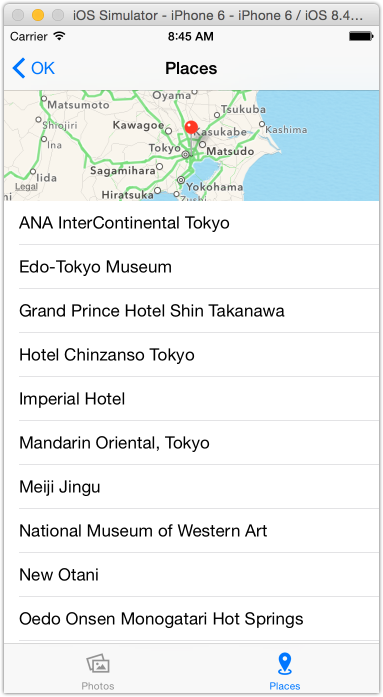 iOS Simulator - iPhone 6 - iPhone 6 / iOS 8.4...
Carrier 8:45 AM
OK Places
Oyama
Matsumoto
Tsukuba
Shiojiri
Kawagoe
Kasukabe
Kashima
Ina
Tokyo
Matsudo
Sagamihara
Iida
Yokohama
Legal
Hiratsuka
Zushi
ANA InterContinental Tokyo
Edo-Tokyo Museum
Grand Prince Hotel Shin Takanawa
Hotel Chinzanso Tokyo
Imperial Hotel
Mandarin Oriental, Tokyo
Meiji Jingu
National Museum of Western Art
New Otani
Oedo Onsen Monogatari Hot Springs
Photos Places